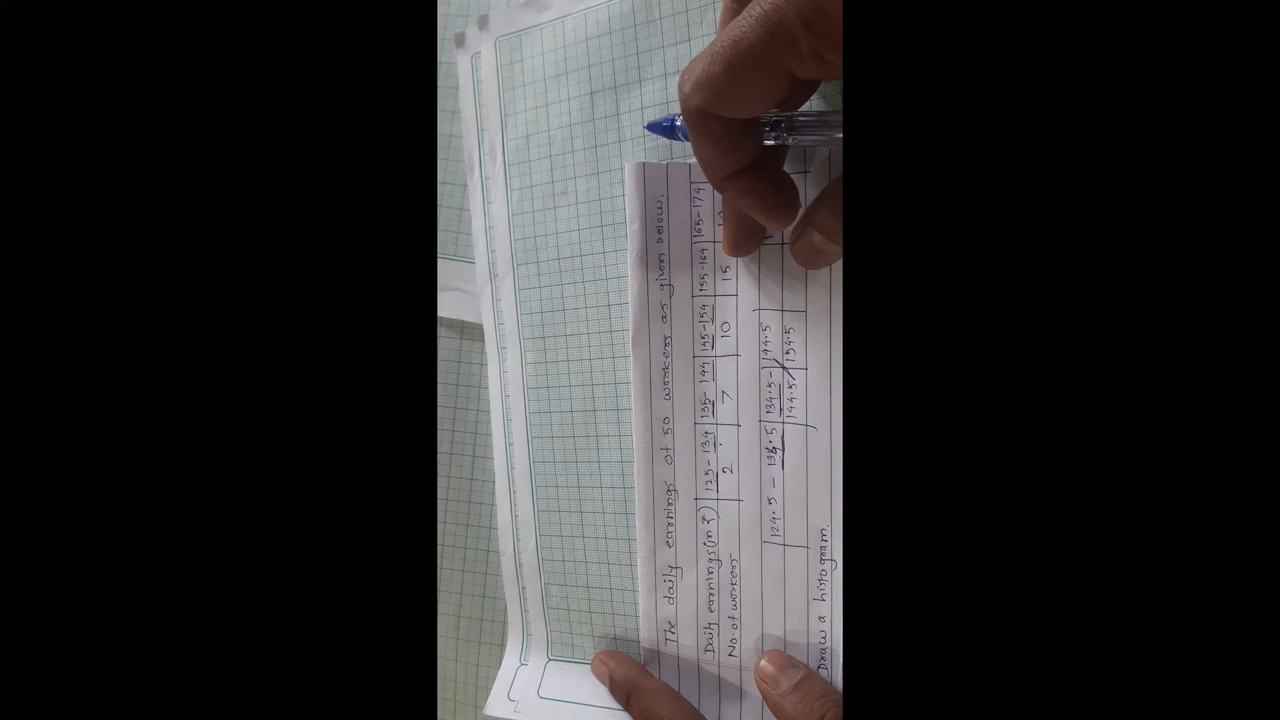 The daily earnings of 50 workers as given below.
Daily earnings(in ₹) 125-134 135-144 145-154 155-164 165-174
No. of workers 2 7 10 15
124.5 - 134.5 134.5- 144.5
144.5 154.5
Draw a histogram.